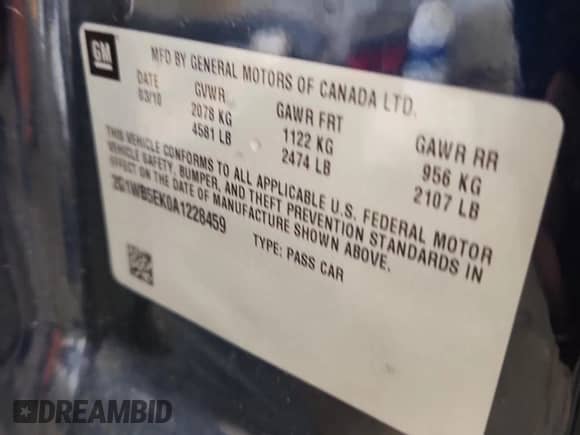 GM
MFD BY GENERAL MOTORS OF CANADA LTD.
DATE GVWR GAWR FRT GAWR RR
03/10 2078 KG 1122 KG 956 KG
4581 LB 2474 LB 2107 LB
THIS VEHICLE CONFORMS TO ALL APPLICABLE U.S. FEDERAL MOTOR
VEHICLE SAFETY, BUMPER, AND THEFT PREVENTION STANDARDS IN
EFFECT ON THE DATE OF MANUFACTURE SHOWN ABOVE.
2G1WB5EK0A1228459 TYPE: PASS CAR
DREAMBID